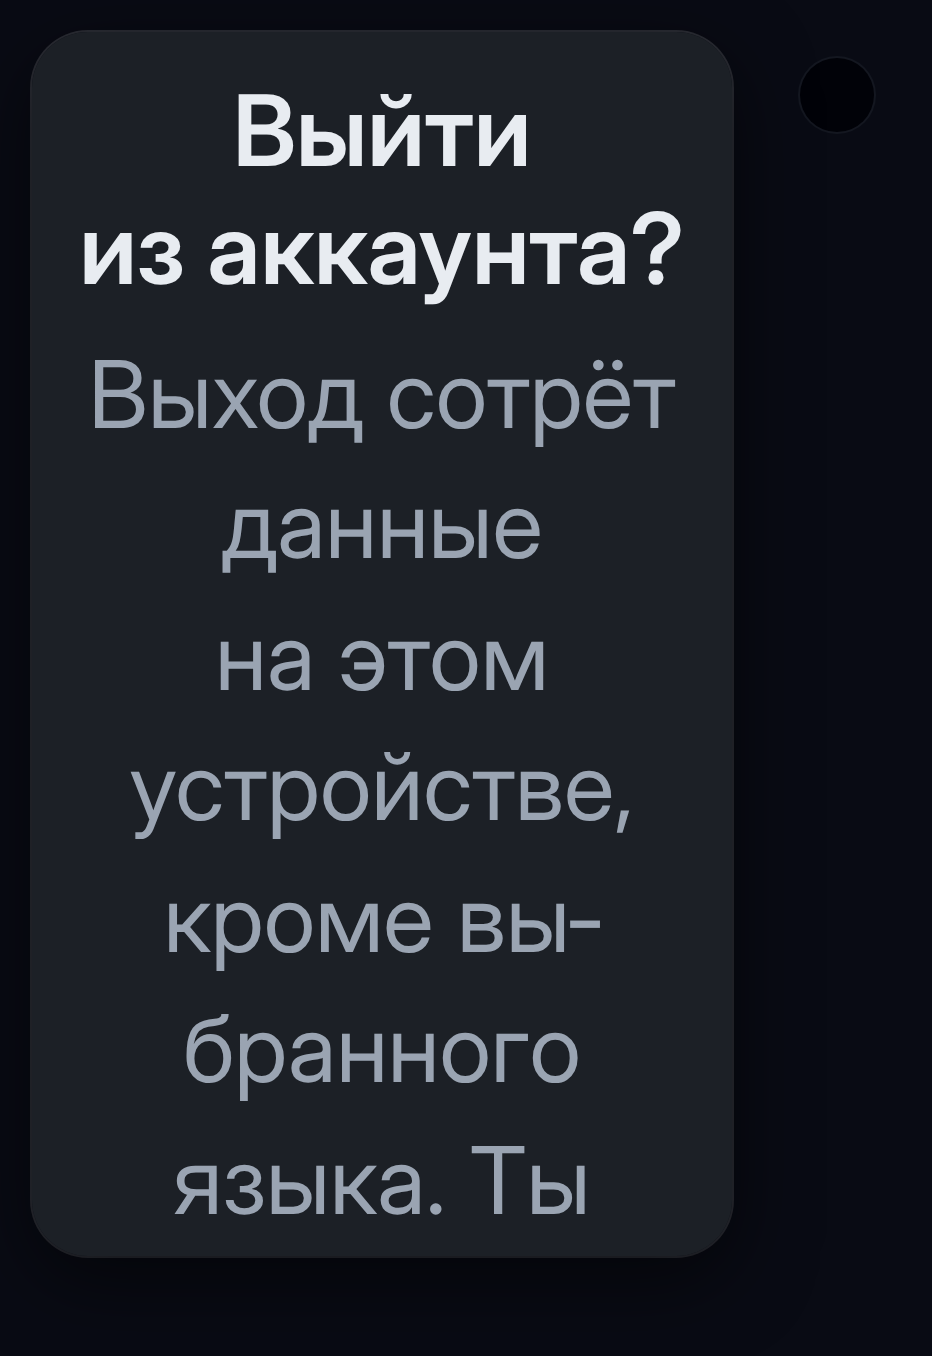 Выйти
из аккаунта?
Выход сотрёт
данные
на этом
устройстве,
кроме вы-
бранного
языка. Ты